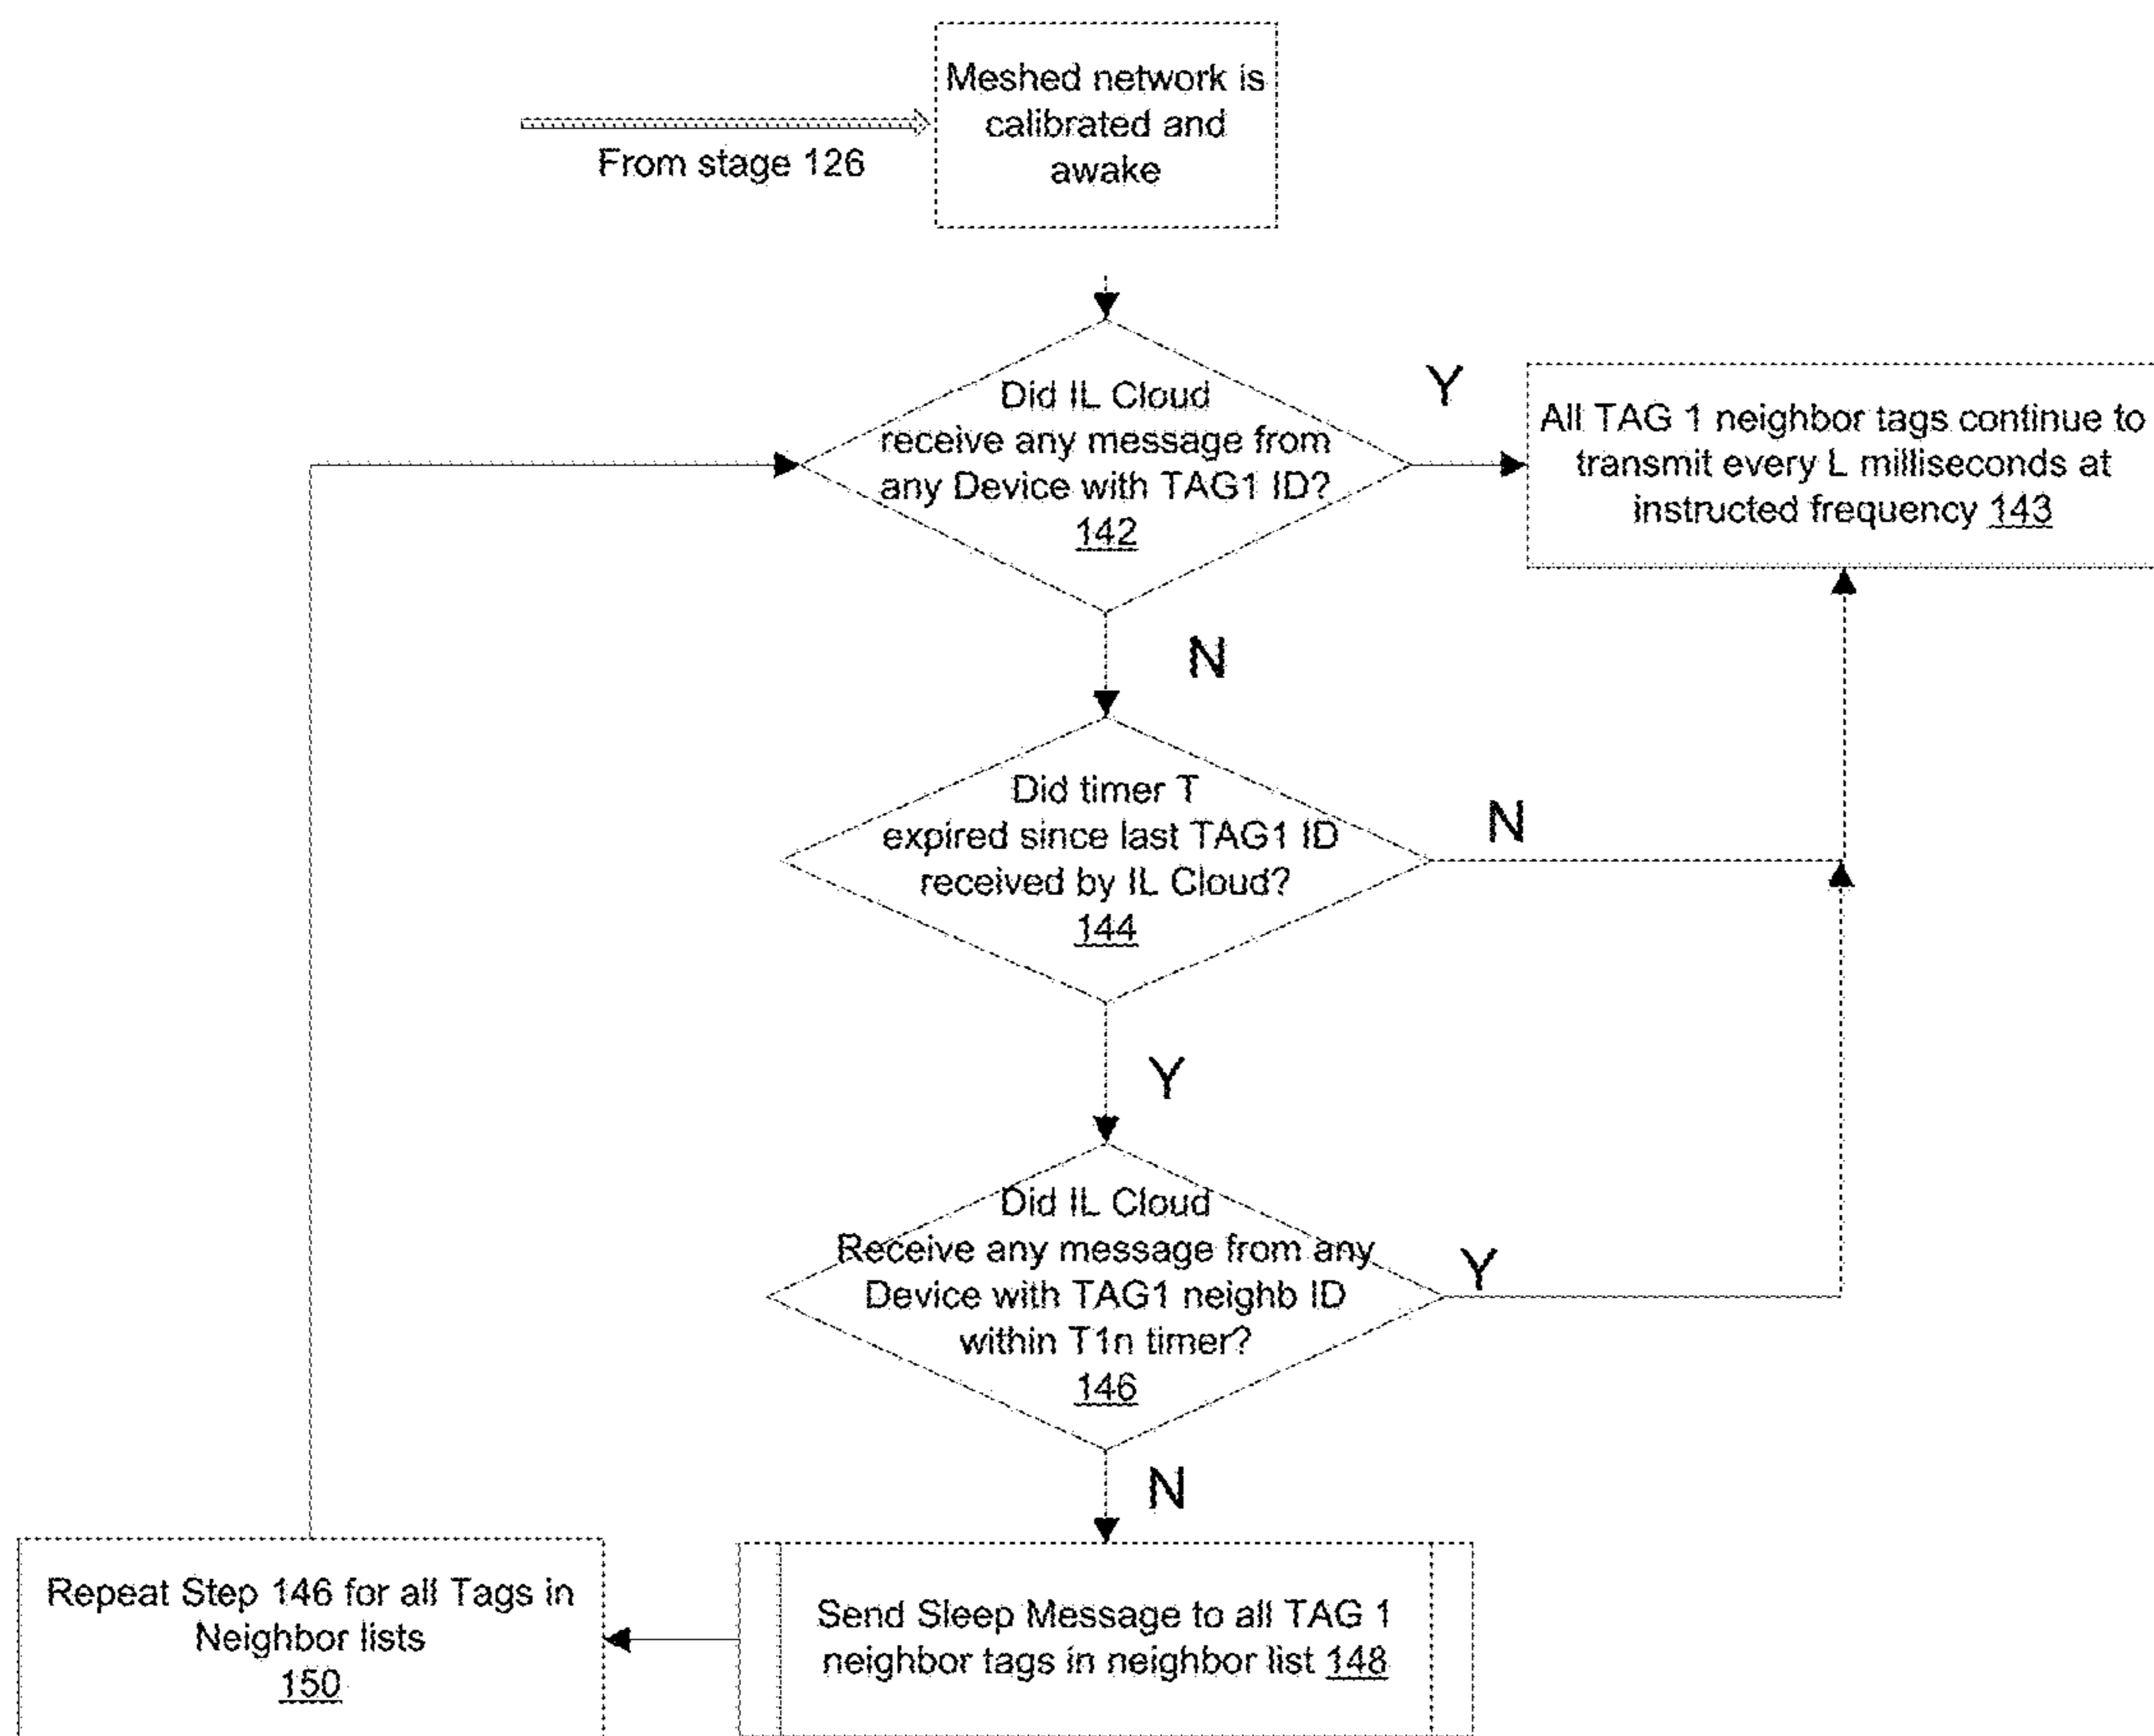 Meshed network is
calibrated and
awake
From stage 126
Did IL Cloud
receive any message from
any Device with TAG1 ID?
142
Y
All TAG 1 neighbor tags continue to
transmit every L milliseconds at
instructed frequency 143
N
Did timer T
expired since last TAG1 ID
received by IL Cloud?
144
N
Y
Did IL Cloud
Receive any message from any
Device with TAG1 neighb ID
within T1n timer?
146
Y
N
Repeat Step 146 for all Tags in
Neighbor lists
150
Send Sleep Message to all TAG 1
neighbor tags in neighbor list 148